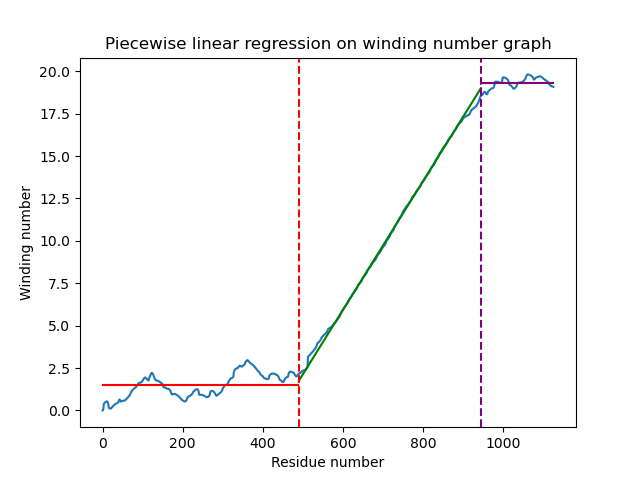 Piecewise linear regression on winding number graph
20.0
17.5
15.0
12.5
10.0
7.5
5.0
2.5
0.0
Winding number
0 200 400 600 800 1000
Residue number